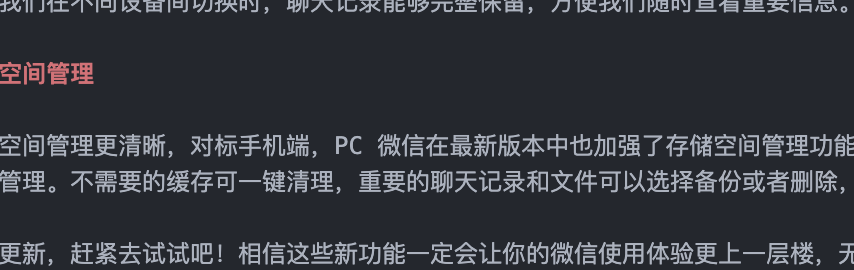 我们在不同设备间切换时，聊天记录能够完整保留，方便我们随时查看重要信息。
空间管理
空间管理更清晰，对标手机端，PC 微信在最新版本中也加强了存储空间管理功能
管理。不需要的缓存可一键清理，重要的聊天记录和文件可以选择备份或者删除，
更新，赶紧去试试吧！相信这些新功能一定会让你的微信使用体验更上一层楼，无